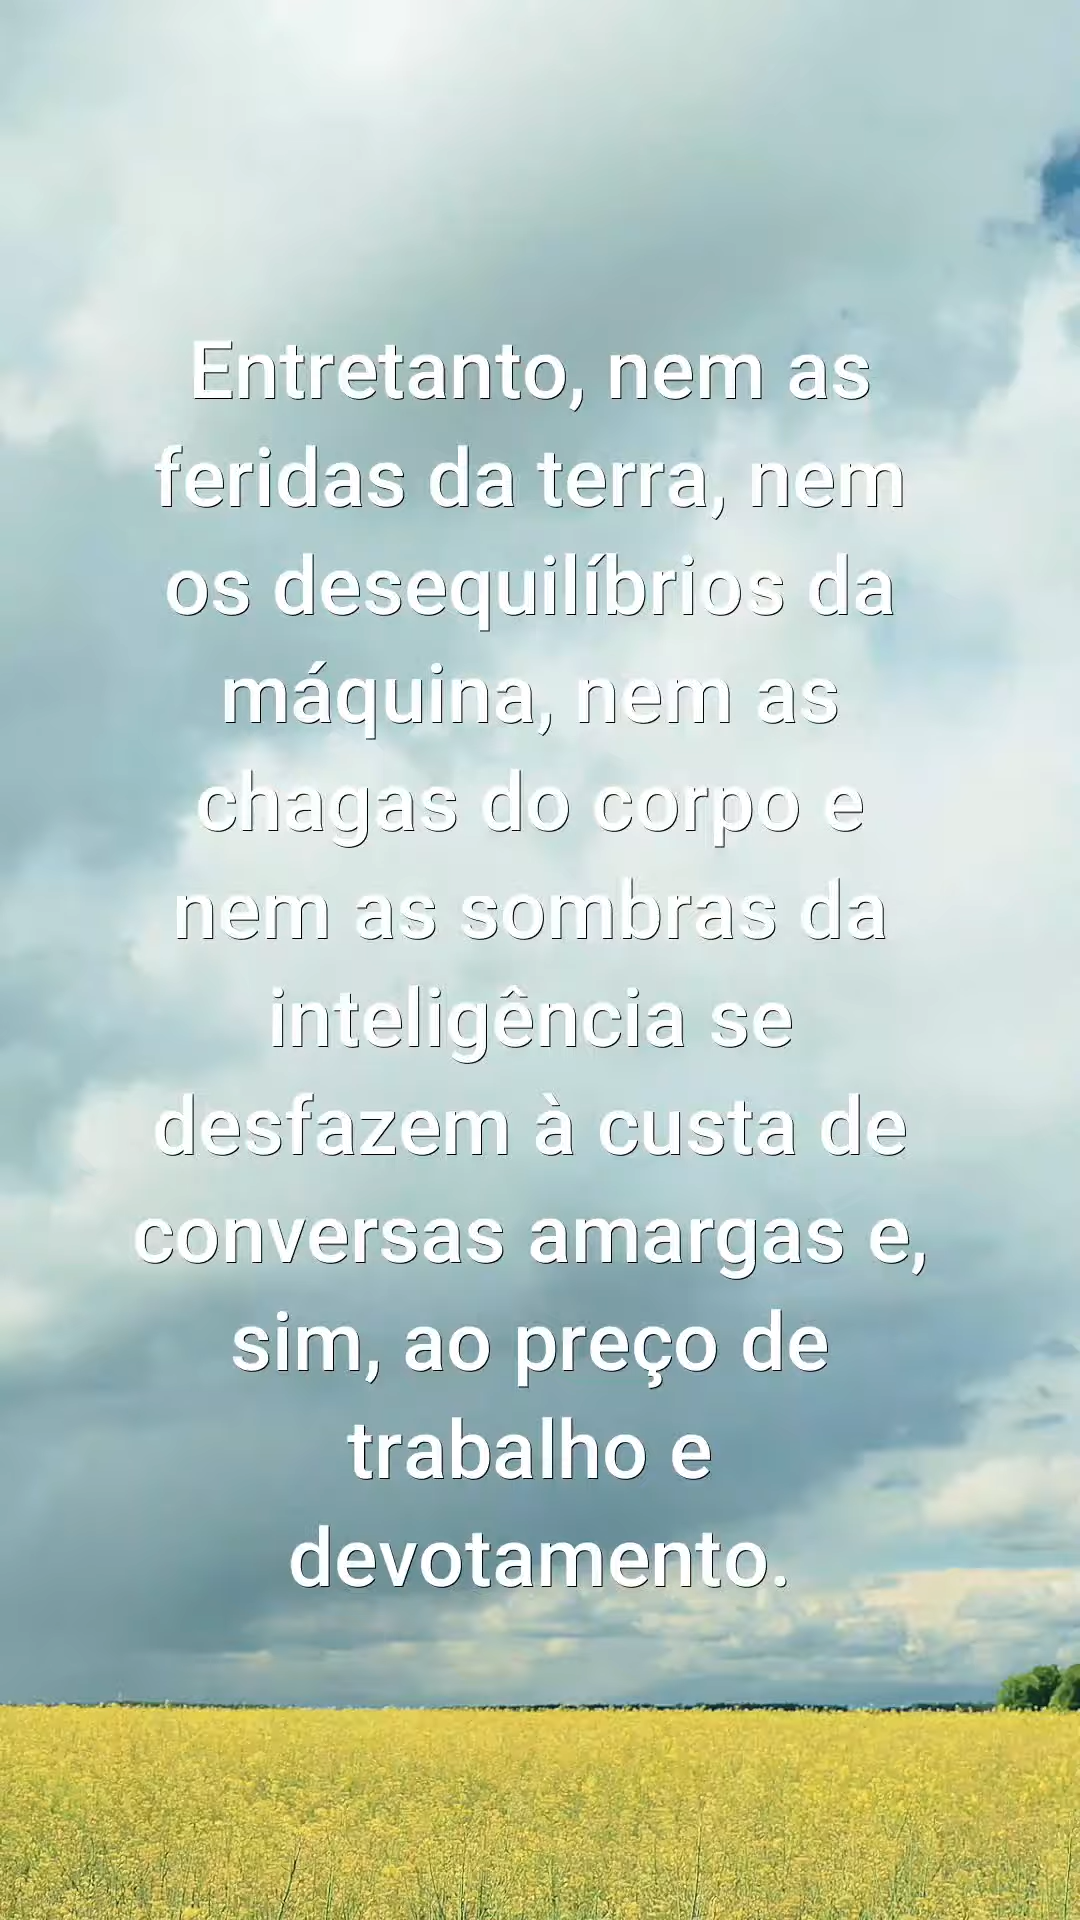 Entretanto, nem as
feridas da terra, nem
os desequilíbrios da
máquina, nem as
chagas do corpo e
nem as sombras da
inteligência se
desfazem à custa de
conversas amargas e,
sim, ao preço de
trabalho e
devotamento.